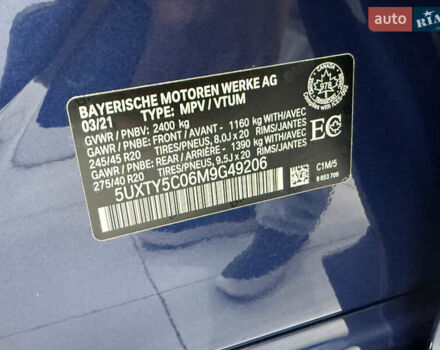 auto RIA
BAYERISCHE MOTOREN WERKE AG
03/21 TYPE: MPV / VTUM
GVWR / PNBV: 2400 kg
GAWR / PNBE: FRONT / AVANT - 1160 kg WITH/AVEC
245/45 R20 TIRES/PNEUS, 8.0J x 20 RIMS/JANTES
GAWR / PNBE: REAR / ARRIÈRE - 1390 kg WITH/AVEC
275/40 R20 TIRES/PNEUS, 9.5J x 20 RIMS/JANTES
5UXTY5C06M9G49206
CANADA
978
EC
C1M/5
9 853 706